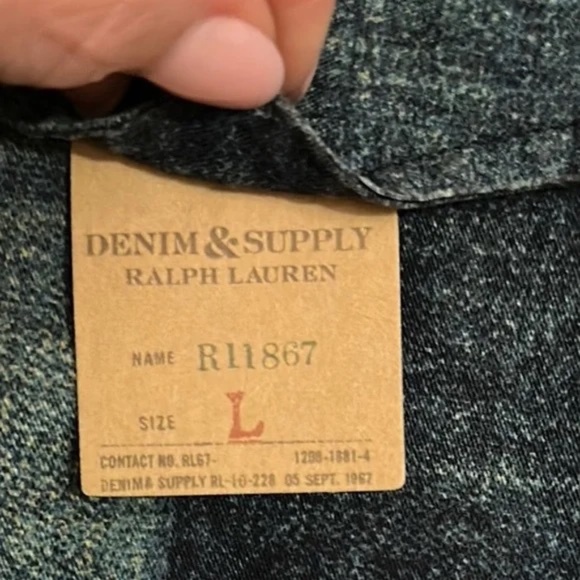 DENIM & SUPPLY
RALPH LAUREN
NAME R11867
SIZE L
CONTACT NO. RL67- 1298-1881-4
DENIM & SUPPLY RL-10-228 05 SEPT. 1967